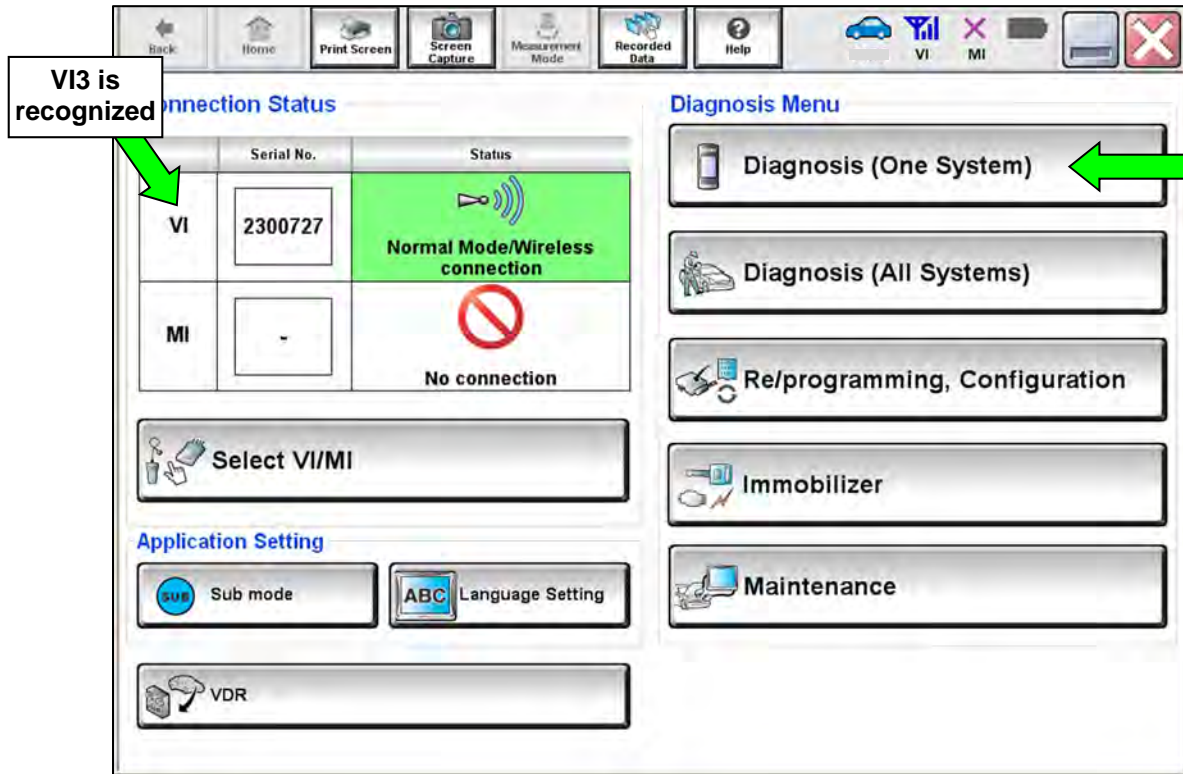 Back
Home
Print Screen
Screen
Capture
Measurement
Mode
Recorded
Data
Help
VI
MI
VI3 is
recognized
onnection Status
Serial No.
Status
VI
2300727
Normal Mode/Wireless
connection
MI
-
No connection
Select VI/MI
Application Setting
SUB
Sub mode
ABC
Language Setting
VDR
Diagnosis Menu
Diagnosis (One System)
Diagnosis (All Systems)
Re/programming, Configuration
Immobilizer
Maintenance